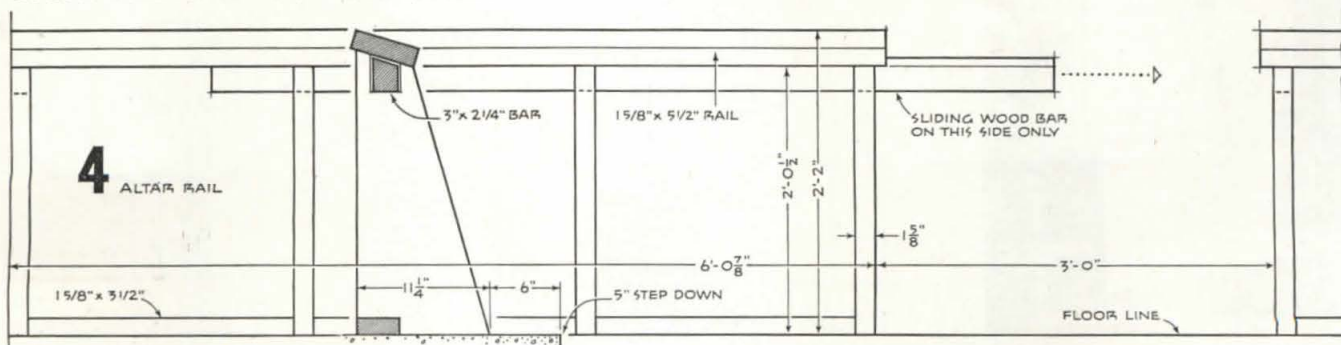 3" x 2 1/4" BAR
1 5/8" x 5 1/2" RAIL
SLIDING WOOD BAR
ON THIS SIDE ONLY
4 ALTAR RAIL
2'-0 1/2"
2'-2"
1 5/8"
6'-0 7/8"
3'-0"
1 5/8" x 3 1/2"
11 1/4"
6"
5" STEP DOWN
FLOOR LINE